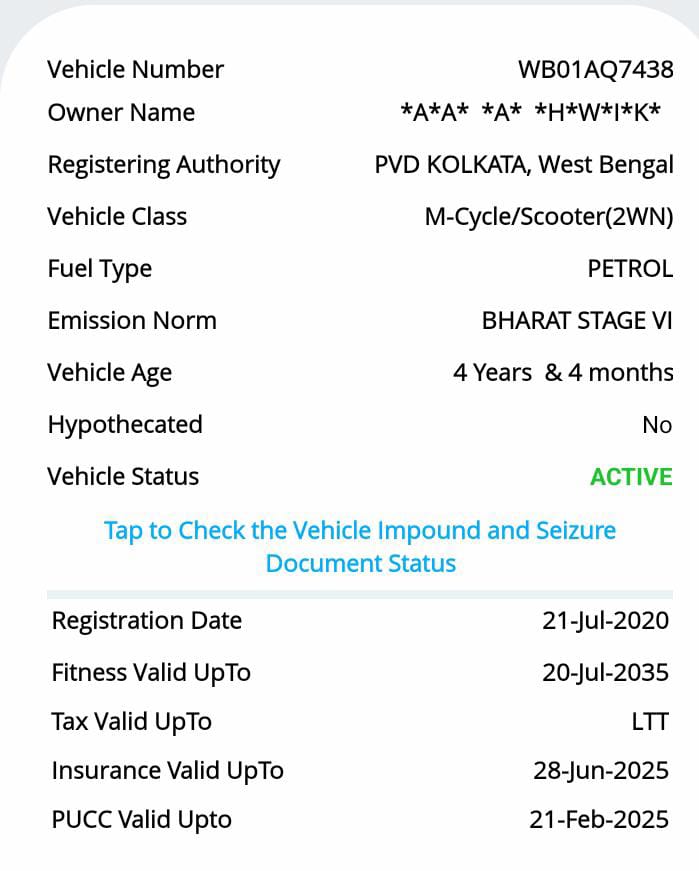 Vehicle Number WB01AQ7438
Owner Name *A*A* *A* *H*W*I*K*
Registering Authority PVD KOLKATA, West Bengal
Vehicle Class M-Cycle/Scooter(2WN)
Fuel Type PETROL
Emission Norm BHARAT STAGE VI
Vehicle Age 4 Years & 4 months
Hypothecated No
Vehicle Status ACTIVE
Tap to Check the Vehicle Impound and Seizure
Document Status
Registration Date 21-Jul-2020
Fitness Valid UpTo 20-Jul-2035
Tax Valid UpTo LTT
Insurance Valid UpTo 28-Jun-2025
PUCC Valid Upto 21-Feb-2025